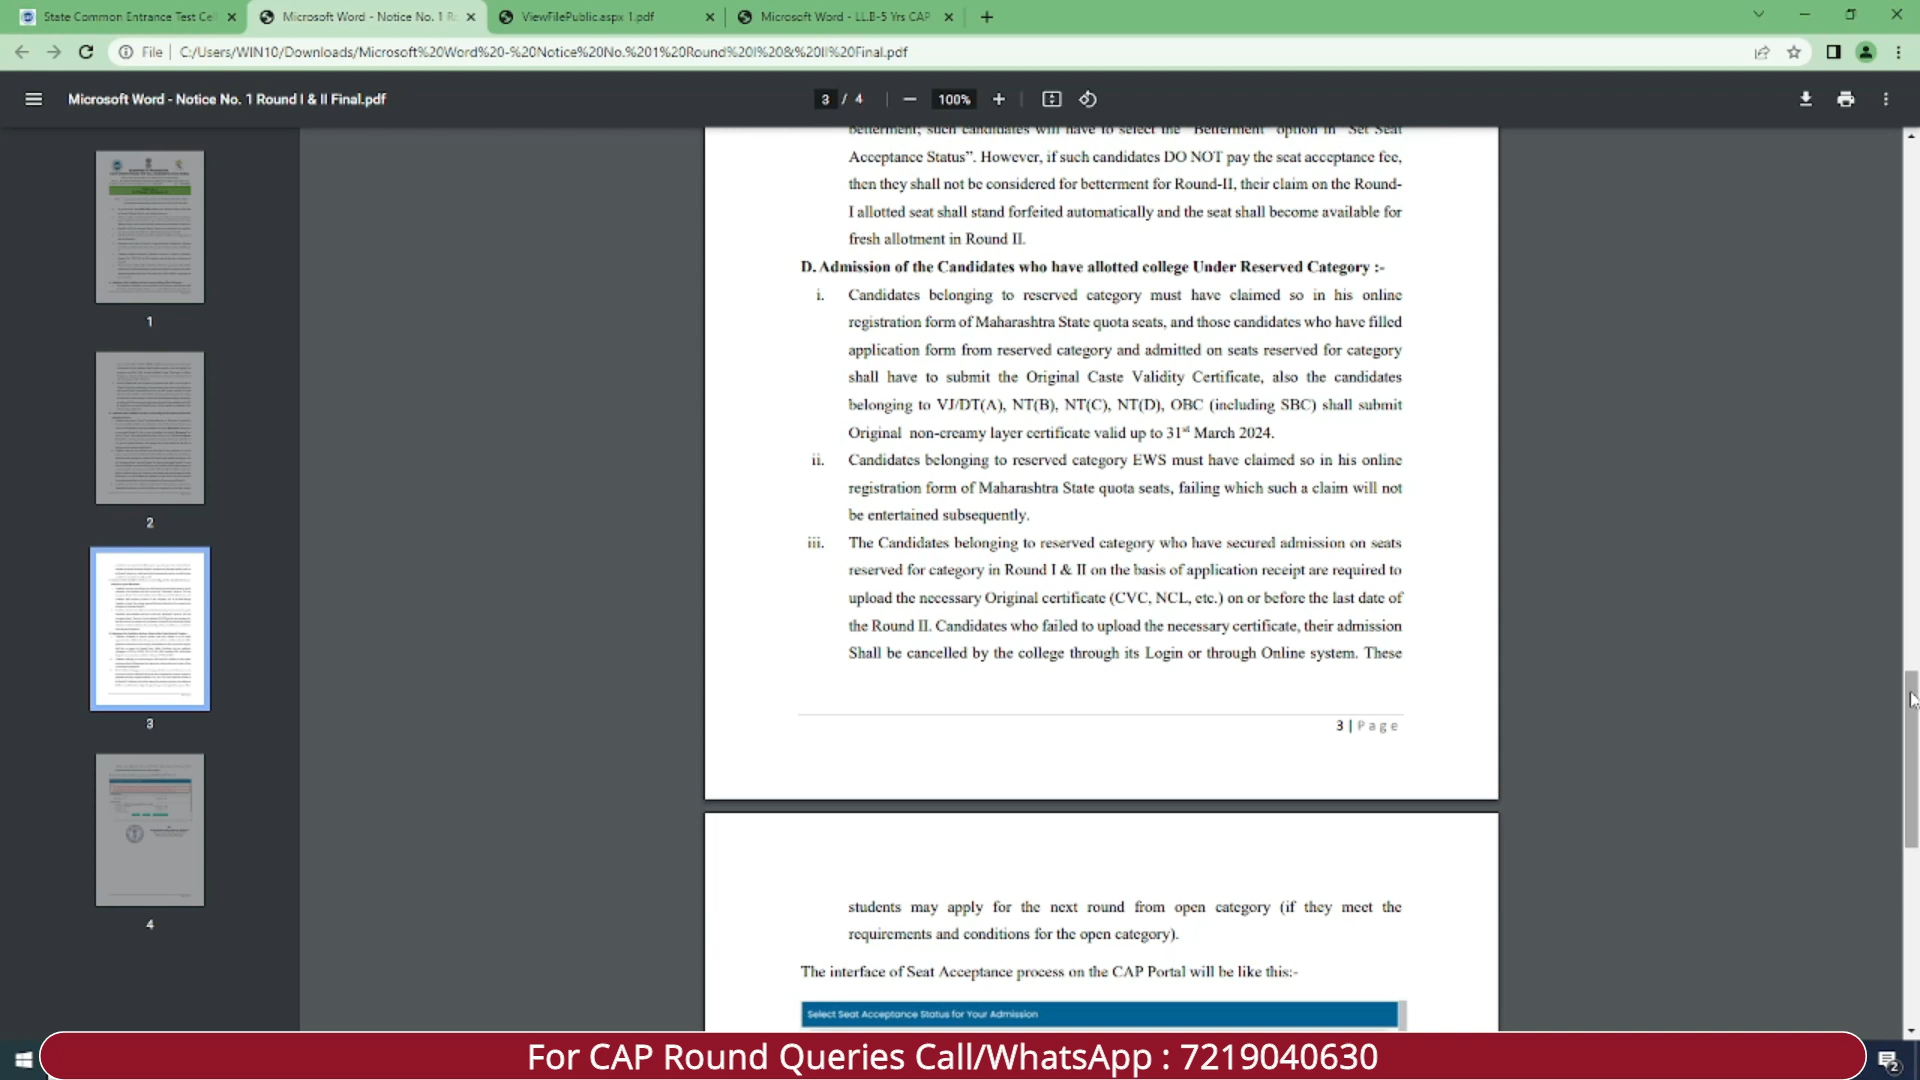 State Common Entrance Test Cel
Microsoft Word - Notice No. 1 Ro
ViewFilePublic.aspx 1.pdf
Microsoft Word - LL.B-5 Yrs CAP
File | C:/Users/WIN10/Downloads/Microsoft%20Word%20-%20Notice%20No.%201%20Round%20I%20&%20II%20Final.pdf
Microsoft Word - Notice No. 1 Round I & II Final.pdf
3 / 4
100%
betterment; such candidates will have to select the "Betterment" option in "Set Seat
Acceptance Status". However, if such candidates DO NOT pay the seat acceptance fee,
then they shall not be considered for betterment for Round-II, their claim on the Round-
I allotted seat shall stand forfeited automatically and the seat shall become available for
fresh allotment in Round II.
D. Admission of the Candidates who have allotted college Under Reserved Category :-
i. Candidates belonging to reserved category must have claimed so in his online
registration form of Maharashtra State quota seats, and those candidates who have filled
application form from reserved category and admitted on seats reserved for category
shall have to submit the Original Caste Validity Certificate, also the candidates
belonging to VJ/DT(A), NT(B), NT(C), NT(D), OBC (including SBC) shall submit
Original non-creamy layer certificate valid up to 31st March 2024.
ii. Candidates belonging to reserved category EWS must have claimed so in his online
registration form of Maharashtra State quota seats, failing which such a claim will not
be entertained subsequently.
iii. The Candidates belonging to reserved category who have secured admission on seats
reserved for category in Round I & II on the basis of application receipt are required to
upload the necessary Original certificate (CVC, NCL, etc.) on or before the last date of
the Round II. Candidates who failed to upload the necessary certificate, their admission
Shall be cancelled by the college through its Login or through Online system. These
3 | Page
students may apply for the next round from open category (if they meet the
requirements and conditions for the open category).
The interface of Seat Acceptance process on the CAP Portal will be like this:-
Select Seat Acceptance Status for Your Admission
1
2
3
4
For CAP Round Queries Call/WhatsApp : 7219040630
2